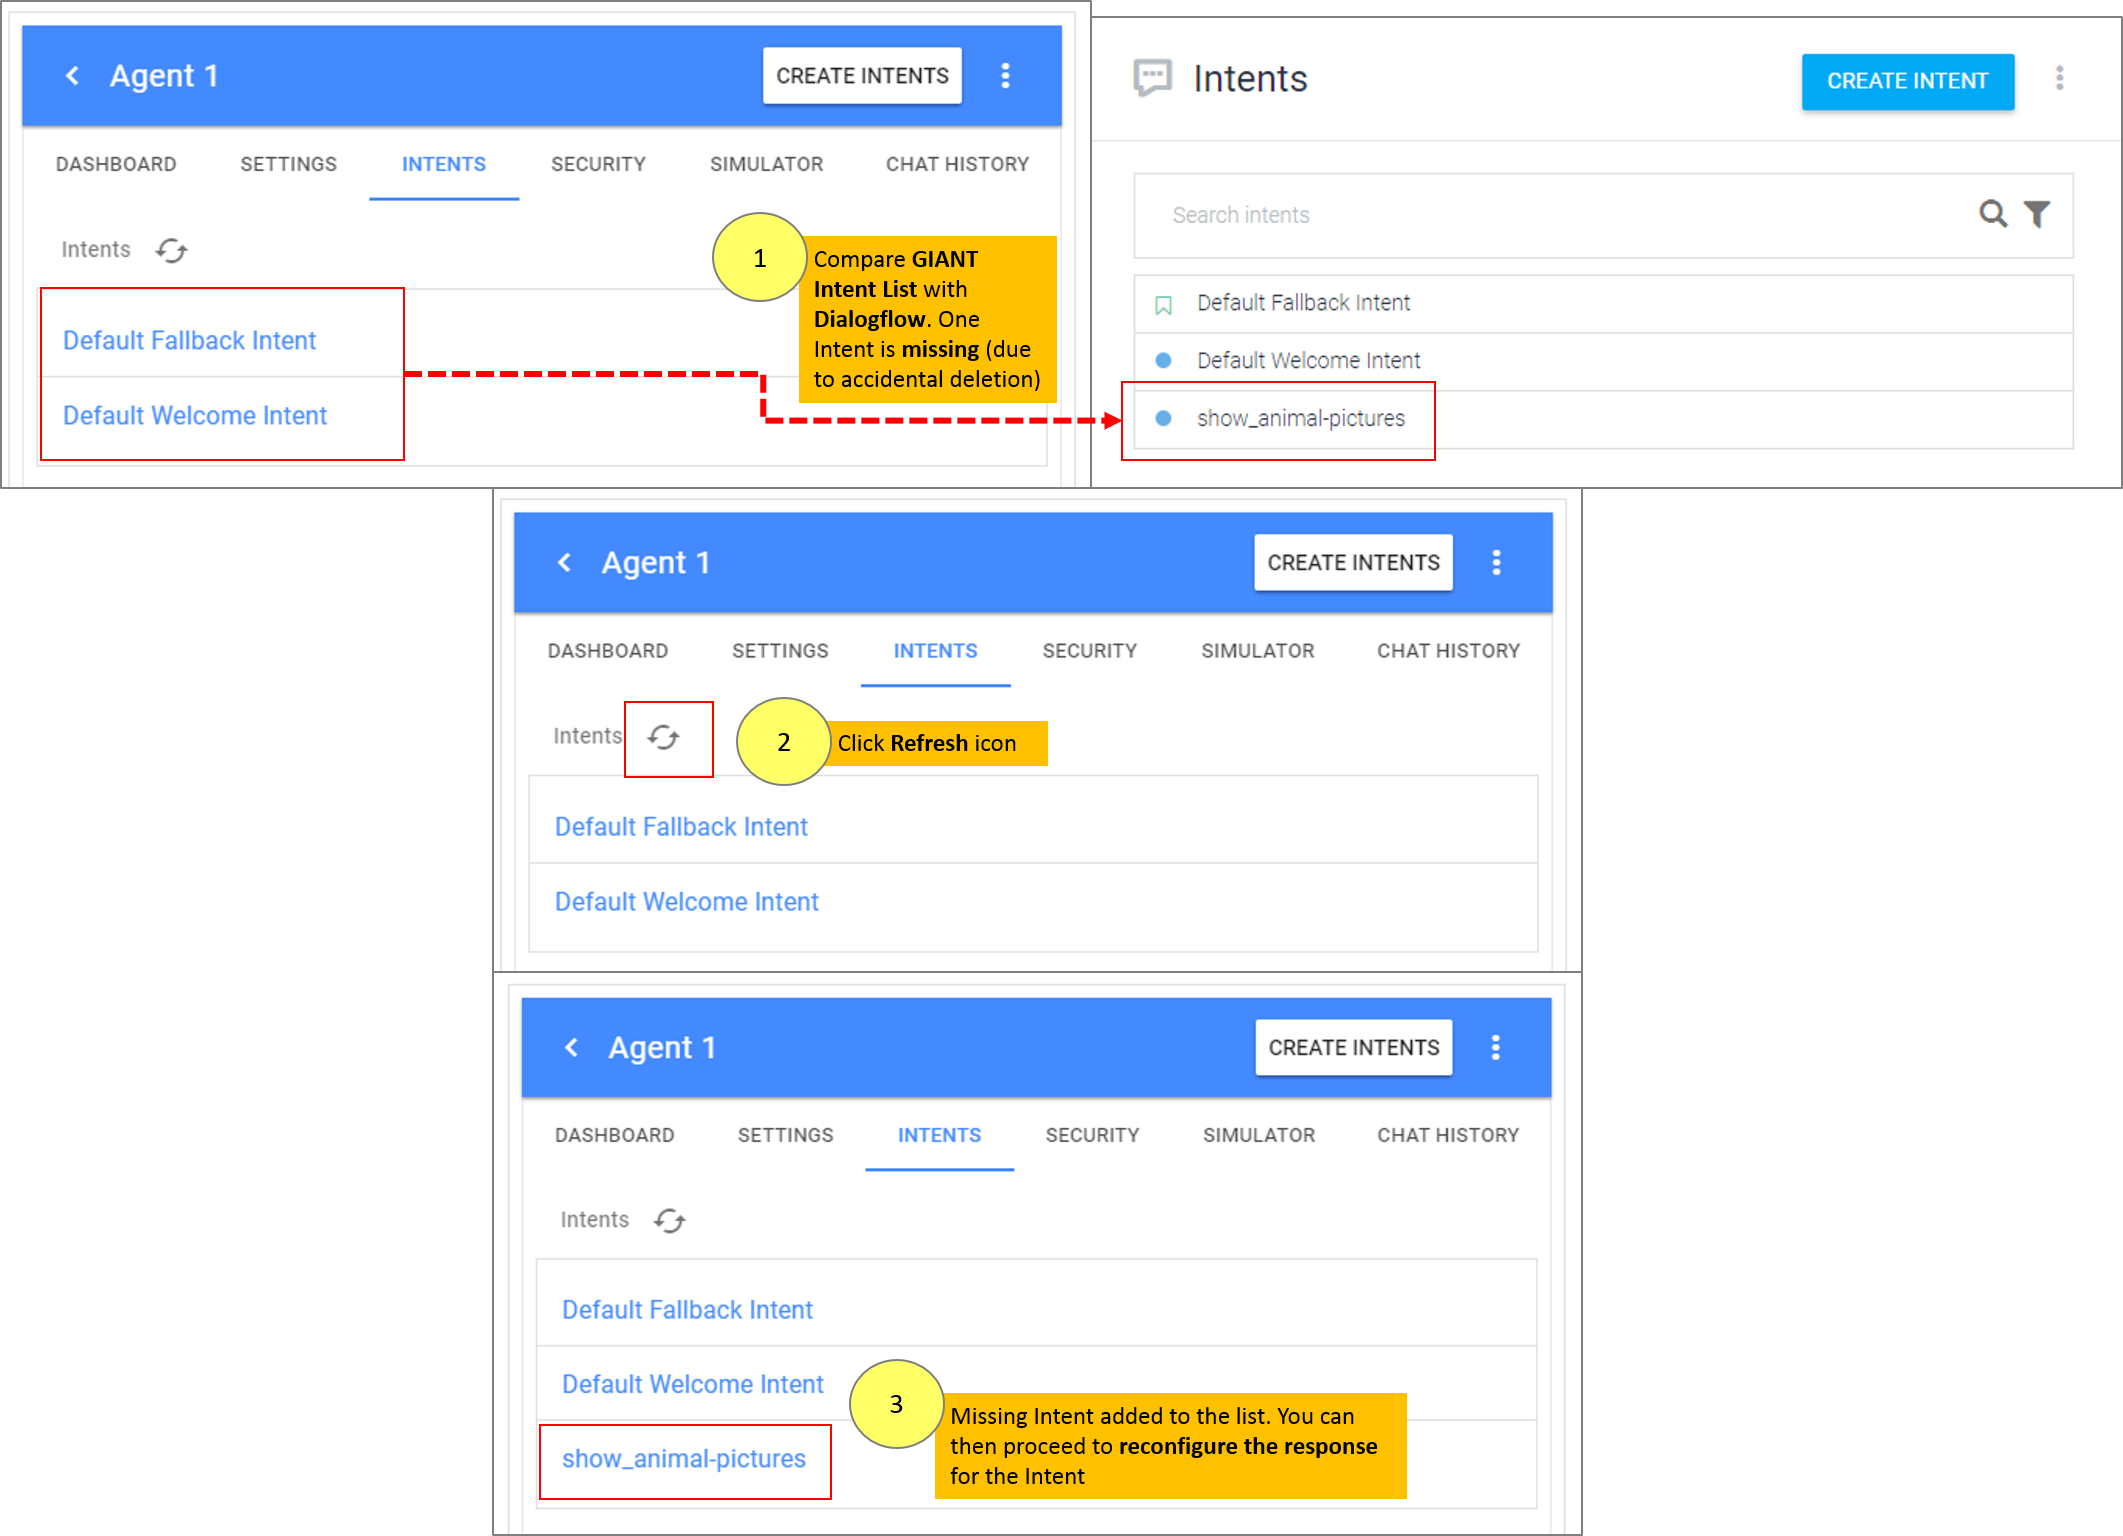 Agent 1
CREATE INTENTS
DASHBOARD
SETTINGS
INTENTS
SECURITY
SIMULATOR
CHAT HISTORY
Intents
Default Fallback Intent
Default Welcome Intent
1
Compare GIANT
Intent List with
Dialogflow. One
Intent is missing (due
to accidental deletion)
Intents
CREATE INTENT
Search intents
Default Fallback Intent
Default Welcome Intent
show_animal-pictures
Agent 1
CREATE INTENTS
DASHBOARD
SETTINGS
INTENTS
SECURITY
SIMULATOR
CHAT HISTORY
Intents
2
Click Refresh icon
Default Fallback Intent
Default Welcome Intent
Agent 1
CREATE INTENTS
DASHBOARD
SETTINGS
INTENTS
SECURITY
SIMULATOR
CHAT HISTORY
Intents
Default Fallback Intent
Default Welcome Intent
show_animal-pictures
3
Missing Intent added to the list. You can
then proceed to reconfigure the response
for the Intent